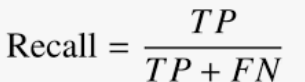 Recall = TP / (TP + FN)